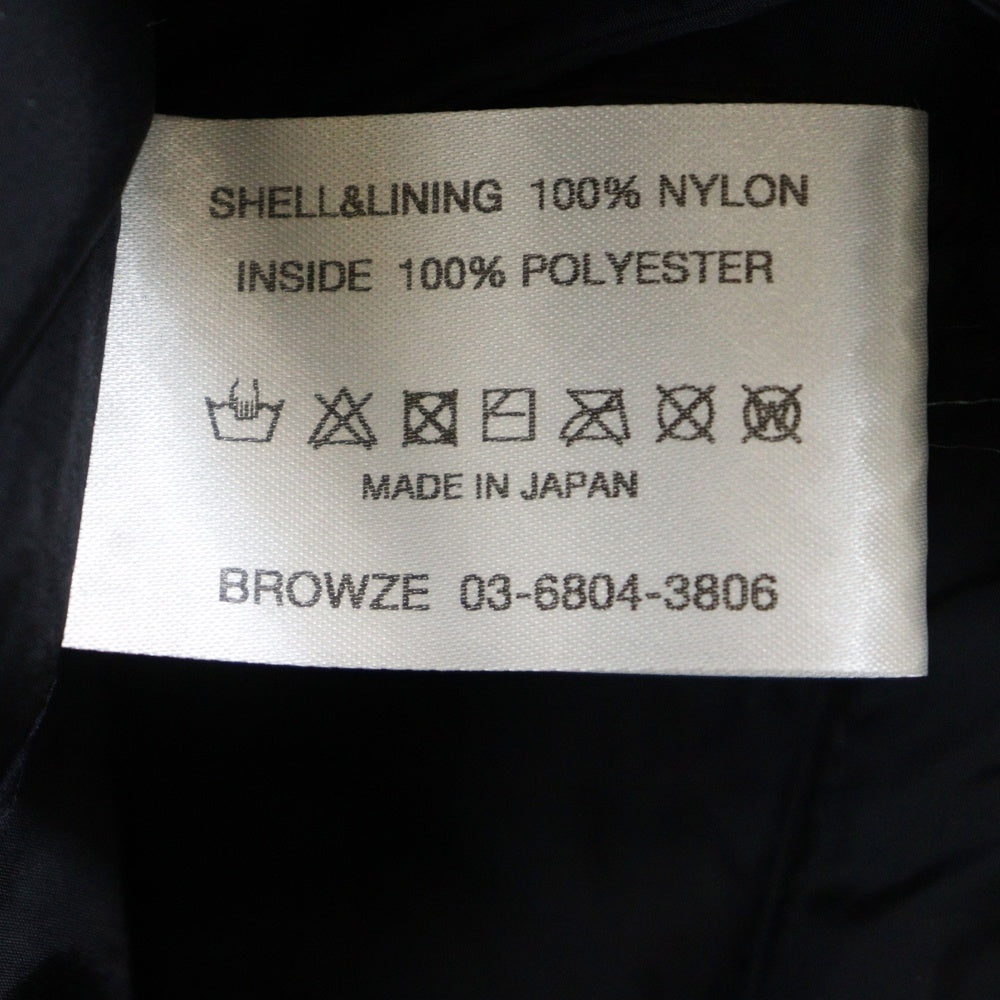 SHELL&LINING 100% NYLON
INSIDE 100% POLYESTER
W
MADE IN JAPAN
BROWZE 03-6804-3806